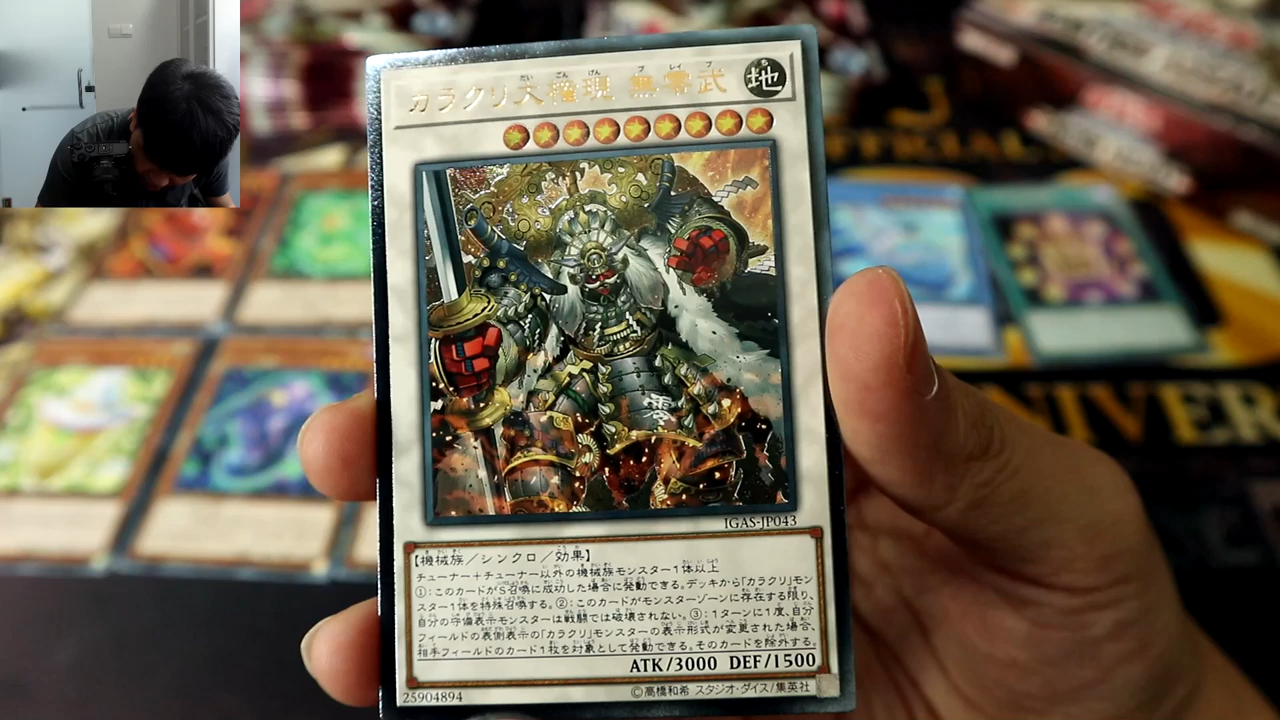 カラクリ大権現 無零武
だい ごん げん ブ レイ ブ
地
IGAS-JP043
【機械族/シンクロ/効果】
チューナー+チューナー以外の機械族モンスター1体以上
①:このカードがS召喚に成功した場合に発動できる。デッキから「カラクリ」モン
スター1体を特殊召喚する。②:このカードがモンスターゾーンに存在する限り、
自分の守備表示モンスターは戦闘では破壊されない。③:1ターンに1度、自分
フィールドの表側表示の「カラクリ」モンスターの表示形式が変更された場合、
相手フィールドのカード1枚を対象として発動できる。そのカードを除外する。
ATK/3000 DEF/1500
25904894
©高橋和希 スタジオ・ダイス/集英社
OFFICIAL
NIVER